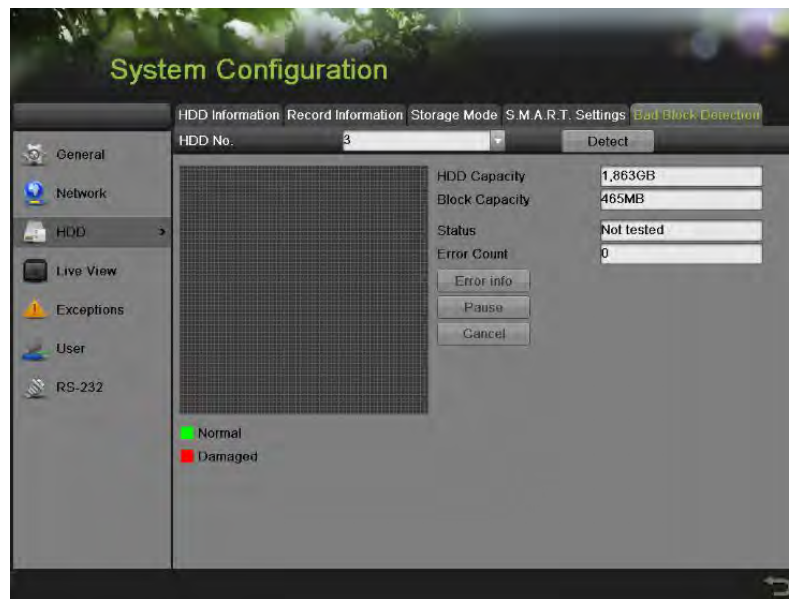 System Configuration
HDD Information Record Information Storage Mode S.M.A.R.T. Settings Bad Block Detection
HDD No. 3 Detect
General
Network
HDD
Live View
Exceptions
User
RS-232
HDD Capacity 1,863GB
Block Capacity 465MB
Status Not tested
Error Count 0
Error info
Pause
Cancel
Normal
Damaged